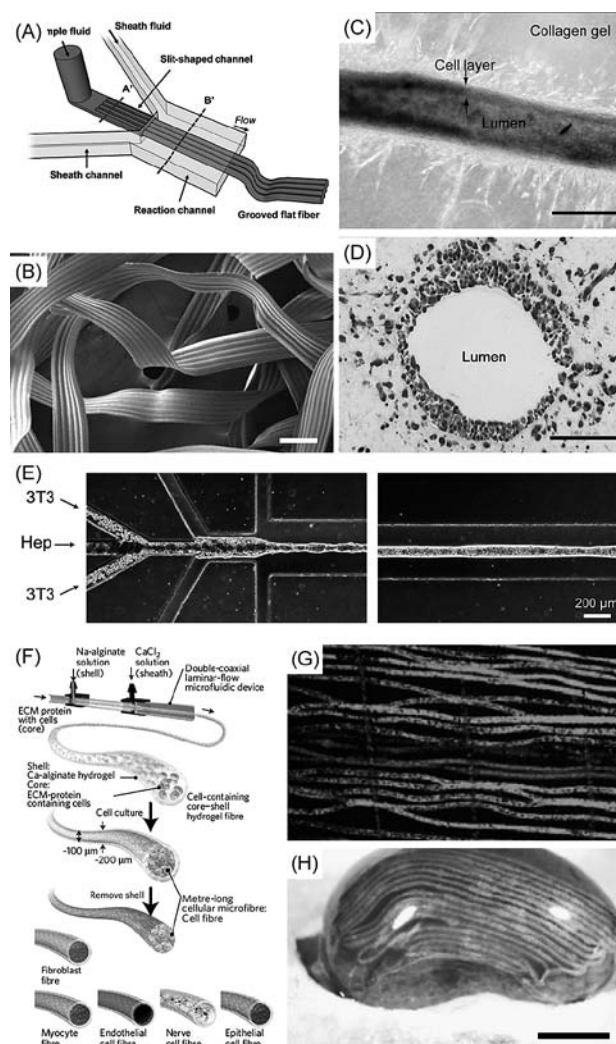 (A)
mple fluid
Sheath fluid
Slit-shaped channel
A'
B'
Flow
Sheath channel
Reaction channel
Grooved flat fiber
(B)
(C)
Collagen gel
Cell layer
Lumen
(D)
Lumen
(E)
3T3
Hep
3T3
200 µm
(F)
Na-alginate
solution
(shell)
CaCl2
solution
(sheath)
Double-coaxial
laminar-flow
microfluidic device
ECM protein
with cells
(core)
Shell:
Ca-alginate hydrogel
Core:
ECM-protein
containing cells
Cell-containing
core-shell
hydrogel fibre
Cell culture
~100 µm
~200 µm
Remove shell
Metre-long
cellular microfibre:
Cell fibre
Fibroblast
fibre
Myocyte
fibre
Endothelial
cell fibre
Nerve
cell fibre
Epithelial
cell fibre
(G)
(H)